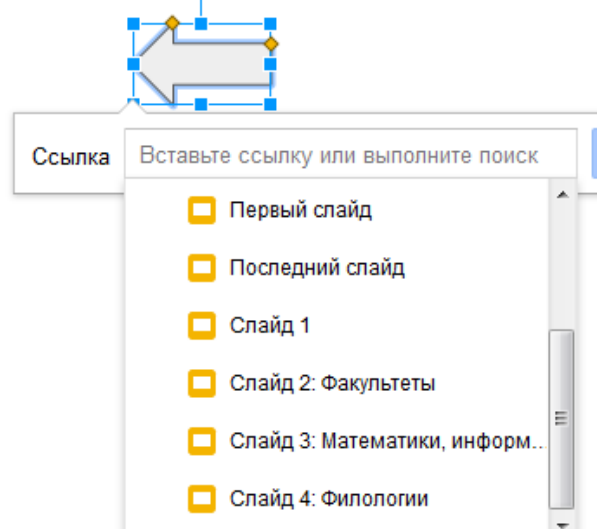 Ссылка
Вставьте ссылку или выполните поиск
Первый слайд
Последний слайд
Слайд 1
Слайд 2: Факультеты
Слайд 3: Математики, информ...
Слайд 4: Филологии